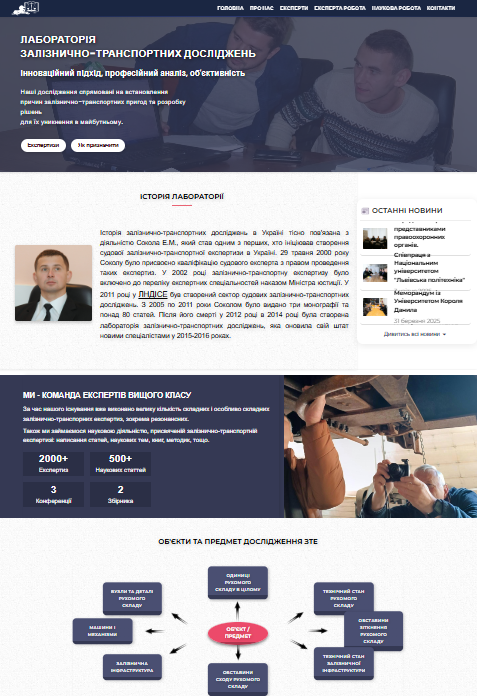 ГОЛОВНА ПРО НАС ЕКСПЕРТИ ЕКСПЕРТА РОБОТА НАУКОВА РОБОТА КОНТАКТИ
ЛАБОРАТОРІЯ
ЗАЛІЗНИЧНО-ТРАНСПОРТНИХ ДОСЛІДЖЕНЬ
Інноваційний підхід, професійний аналіз, об'єктивність
Наші дослідження спрямовані на встановлення
причин залізнично-транспортних пригод та розробку
рішень
для їх уникнення в майбутньому.
Експертизи Як призначити
ІСТОРІЯ ЛАБОРАТОРІЇ
Історія залізнично-транспортних досліджень в Україні тісно пов'язана з
діяльністю Сокола Е.М., який став одним з перших, хто ініціював створення
судової залізнично-транспортної експертизи в Україні. 29 травня 2000 року
Соколу було присвоєно кваліфікацію судового експерта з правом проведення
таких експертиз. У 2002 році залізнично-транспортну експертизу було
включено до переліку експертних спеціальностей наказом Міністра юстиції. У
2011 році у ЛНДІСЕ був створений сектор судових залізнично-транспортних
досліджень. З 2005 по 2011 роки Соколом було видано три монографії та
понад 80 статей. Після його смерті у 2012 році в 2014 році була створена
лабораторія залізнично-транспортних досліджень, яка оновила свій штат
новими спеціалістами у 2015-2016 роках.
ОСТАННІ НОВИНИ
представниками
правоохоронних
органів.
Співпраця з
Національним
університетом
"Львівська політехніка"
Меморандум із
Університетом Короля
Данила
31 березня 2025
Дивитись всі новини
МИ - КОМАНДА ЕКСПЕРТІВ ВИЩОГО КЛАСУ
За час нашого існування вже виконано велику кількість складних і особливо складних
залізнично-транспортних експертиз, зокрема резонансних.
Також ми займаємося науковою діяльністю, присвяченій залізнично-транспортній
експертизі: написання статей, наукових тем, книг, методик, тощо.
2000+ 500+
Експертиз Наукових статтей
3 2
Конференції Збірника
ОБ'ЄКТИ ТА ПРЕДМЕТ ДОСЛІДЖЕННЯ ЗТЕ
ОДИНИЦІ
РУХОМОГО
СКЛАДУ В ЦІЛОМУ
ВУЗЛИ ТА ДЕТАЛІ
РУХОМОГО
СКЛАДУ
ТЕХНІЧНИЙ СТАН
РУХОМОГО
СКЛАДУ
МАШИНИ І
МЕХАНІЗМИ
ОБ'ЄКТ /
ПРЕДМЕТ
ОБСТАВИНИ
ЗІТКНЕННЯ
РУХОМОГО
СКЛАДУ
ЗАЛІЗНИЧНА
ІНФРАСТРУКТУРА
ТЕХНІЧНИЙ СТАН
ЗАЛІЗНИЧНОЇ
ІНФРАСТРУКТУРИ
ОБСТАВИНИ
СХОДУ РУХОМОГО
СКЛАДУ